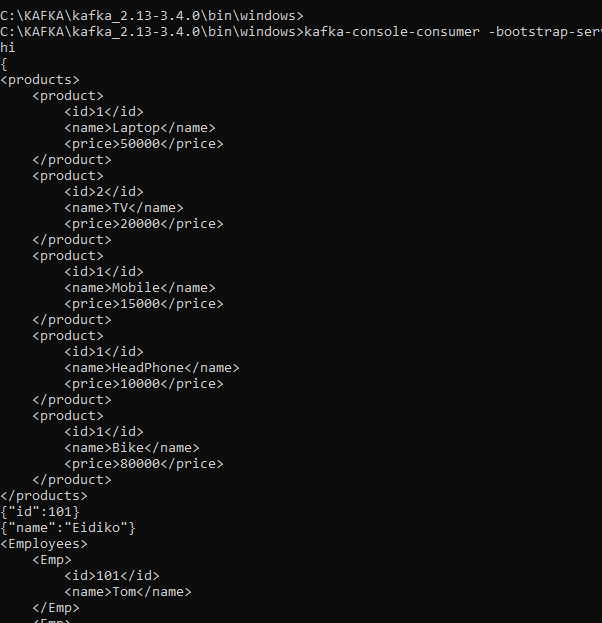 C:\KAFKA\kafka_2.13-3.4.0\bin\windows>
C:\KAFKA\kafka_2.13-3.4.0\bin\windows>kafka-console-consumer -bootstrap-ser
hi
{
<products>
    <product>
        <id>1</id>
        <name>Laptop</name>
        <price>50000</price>
    </product>
    <product>
        <id>2</id>
        <name>TV</name>
        <price>20000</price>
    </product>
    <product>
        <id>1</id>
        <name>Mobile</name>
        <price>15000</price>
    </product>
    <product>
        <id>1</id>
        <name>HeadPhone</name>
        <price>10000</price>
    </product>
    <product>
        <id>1</id>
        <name>Bike</name>
        <price>80000</price>
    </product>
</products>
{"id":101}
{"name":"Eidiko"}
<Employees>
    <Emp>
        <id>101</id>
        <name>Tom</name>
    </Emp>
    <Emp>